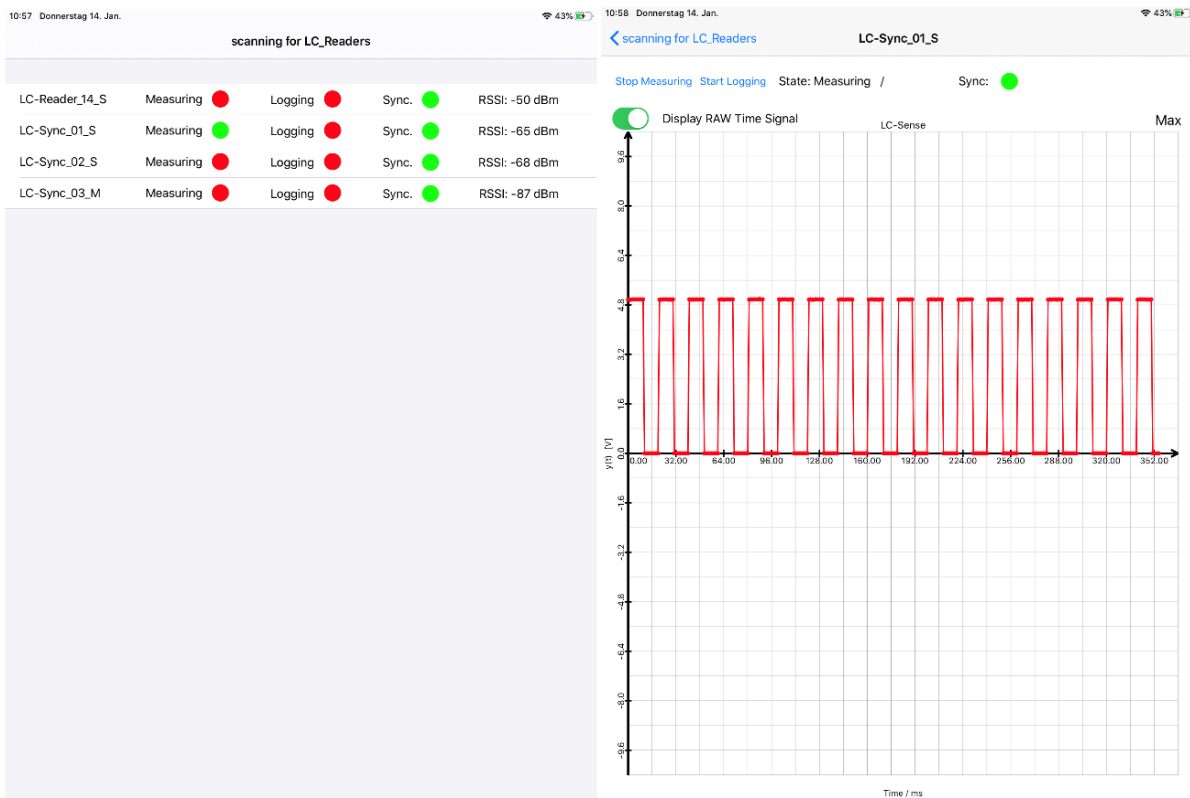 10:57 Donnerstag 14. Jan.
43%
scanning for LC_Readers
LC-Reader_14_S Measuring Logging Sync. RSSI: -50 dBm
LC-Sync_01_S Measuring Logging Sync. RSSI: -65 dBm
LC-Sync_02_S Measuring Logging Sync. RSSI: -68 dBm
LC-Sync_03_M Measuring Logging Sync. RSSI: -87 dBm
10:58 Donnerstag 14. Jan.
43%
scanning for LC_Readers LC-Sync_01_S
Stop Measuring Start Logging State: Measuring / Sync:
Display RAW Time Signal
LC-Sense
Max
9.6
8.0
6.4
4.8
3.2
1.6
0.0
-1.6
-3.2
-4.8
-6.4
-8.0
-9.6
y(t) [V]
0.00 32.00 64.00 96.00 128.00 160.00 192.00 224.00 256.00 288.00 320.00 352.00
Time / ms